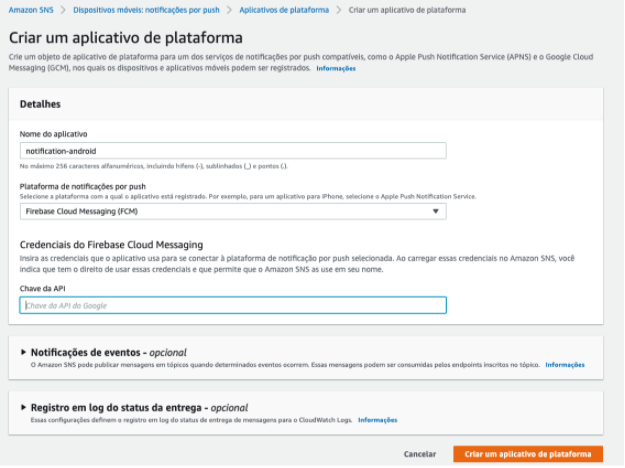 Amazon SNS > Dispositivos móveis: notificações por push > Aplicativos de plataforma > Criar um aplicativo de plataforma
Criar um aplicativo de plataforma
Crie um objeto de aplicativo de plataforma para um dos serviços de notificações por push compatíveis, como o Apple Push Notification Service (APNS) e o Google Cloud
Messaging (GCM), nos quais os dispositivos e aplicativos móveis podem ser registrados. Informações
Detalhes
Nome do aplicativo
notification-android
No máximo 256 caracteres alfanuméricos, incluindo hifens (-), sublinhados (_) e pontos (.).
Plataforma de notificações por push
Selecione a plataforma com a qual o aplicativo está registrado. Por exemplo, para um aplicativo para iPhone, selecione o Apple Push Notification Service.
Firebase Cloud Messaging (FCM)
Credenciais do Firebase Cloud Messaging
Insira as credenciais que o aplicativo usa para se conectar à plataforma de notificação por push selecionada. Ao carregar essas credenciais no Amazon SNS, você
indica que tem o direito de usar essas credenciais e que permite que o Amazon SNS as use em seu nome.
Chave da API
Chave da API do Google
Notificações de eventos - opcional
O Amazon SNS pode publicar mensagens em tópicos quando determinados eventos ocorrem. Essas mensagens podem ser consumidas pelos endpoints inscritos no tópico. Informações
Registro em log do status da entrega - opcional
Essas configurações definem o registro em log do status de entrega de mensagens para o CloudWatch Logs. Informações
Cancelar Criar um aplicativo de plataforma